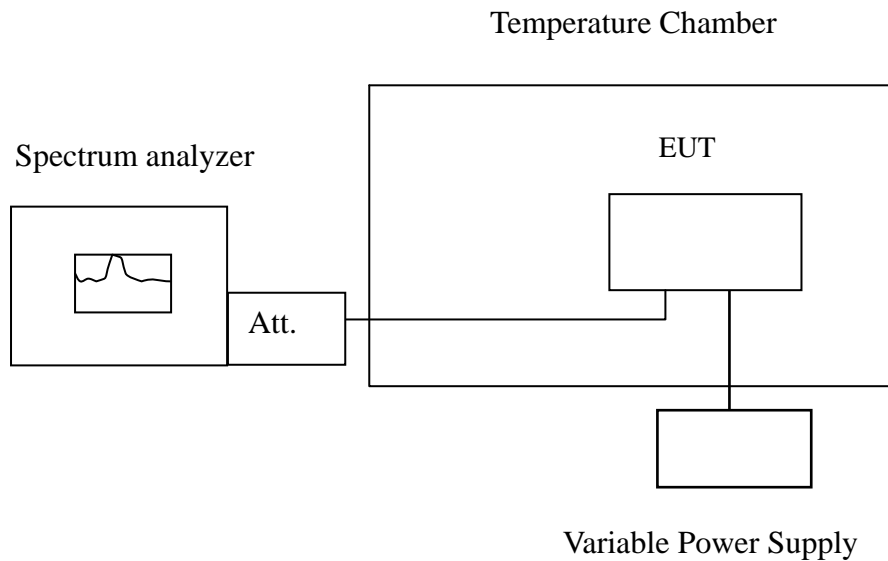 Temperature Chamber
EUT
Spectrum analyzer
Att.
Variable Power Supply